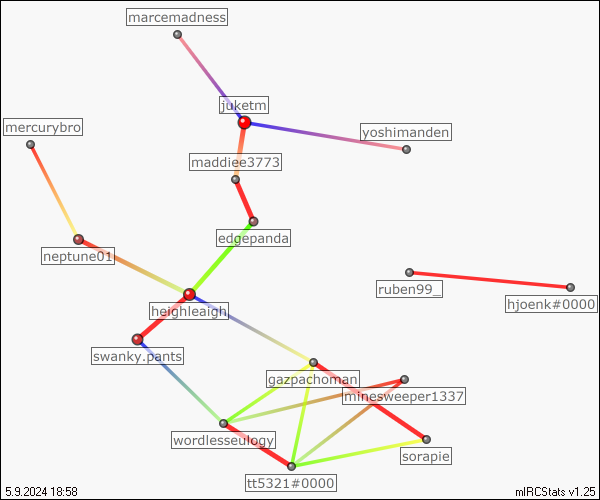 marcemadness
juketm
mercurybro
yoshimanden
maddiee3773
edgepanda
neptune01
ruben99_
hjoenk#0000
heighleaigh
swanky.pants
gazpachoman
minesweeper1337
wordlesseulogy
sorapie
tt5321#0000
5.9.2024 18:58
mIRCStats v1.25